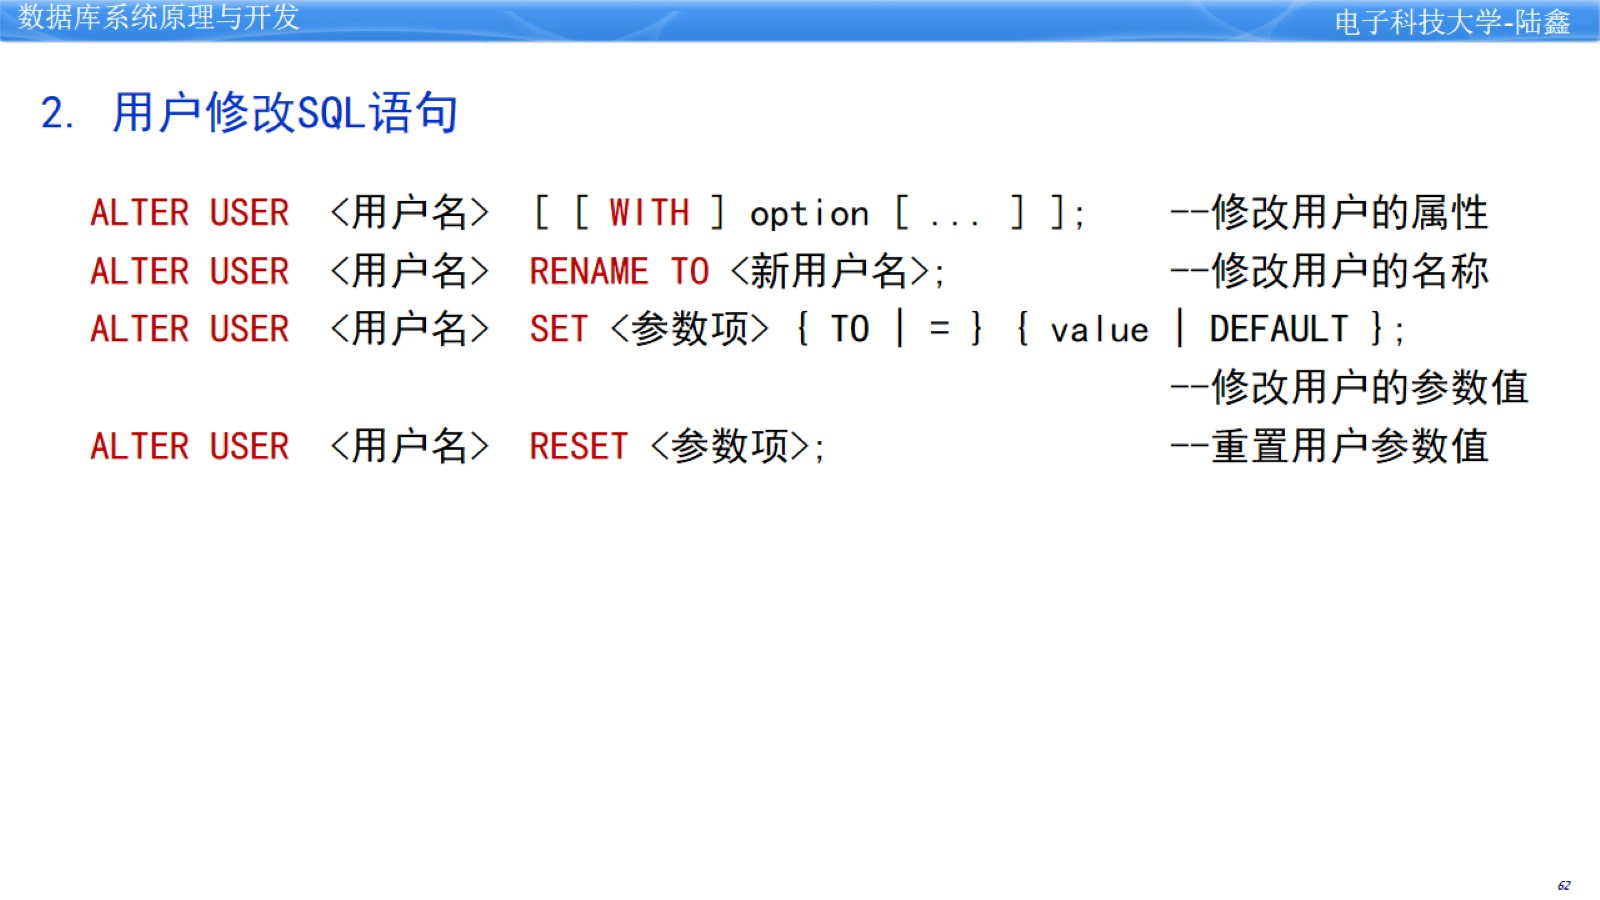 数据库系统原理与开发
电子科技大学-陆鑫
2. 用户修改SQL语句
ALTER USER <用户名> [ [ WITH ] option [ ... ] ]; --修改用户的属性
ALTER USER <用户名> RENAME TO <新用户名>; --修改用户的名称
ALTER USER <用户名> SET <参数项> { TO | = } { value | DEFAULT };
--修改用户的参数值
ALTER USER <用户名> RESET <参数项>; --重置用户参数值
62